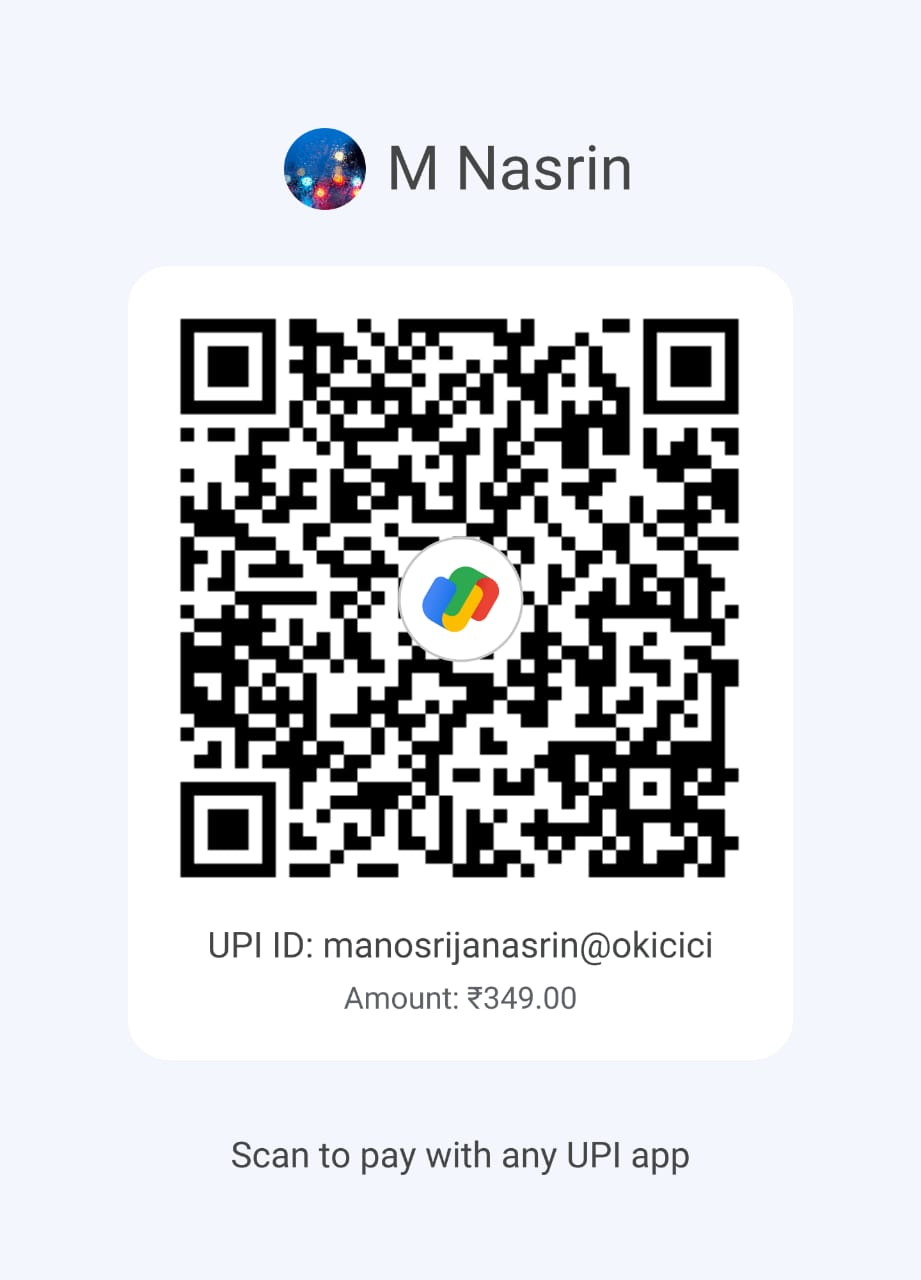 M Nasrin
UPI ID: manosrijanasrin@okicici
Amount: ₹349.00
Scan to pay with any UPI app